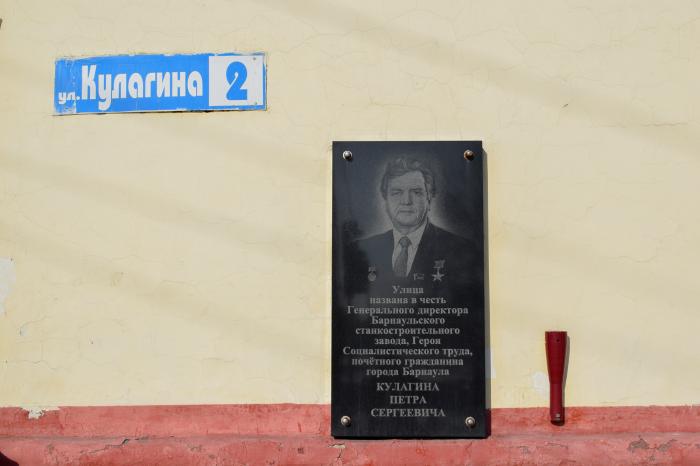 ул. Кулагина 2
Улица
названа в честь
Генерального директора
Барнаульского
станкостроительного
завода, Героя
Социалистического труда,
почётного гражданина
города Барнаула
КУЛАГИНА
ПЕТРА
СЕРГЕЕВИЧА